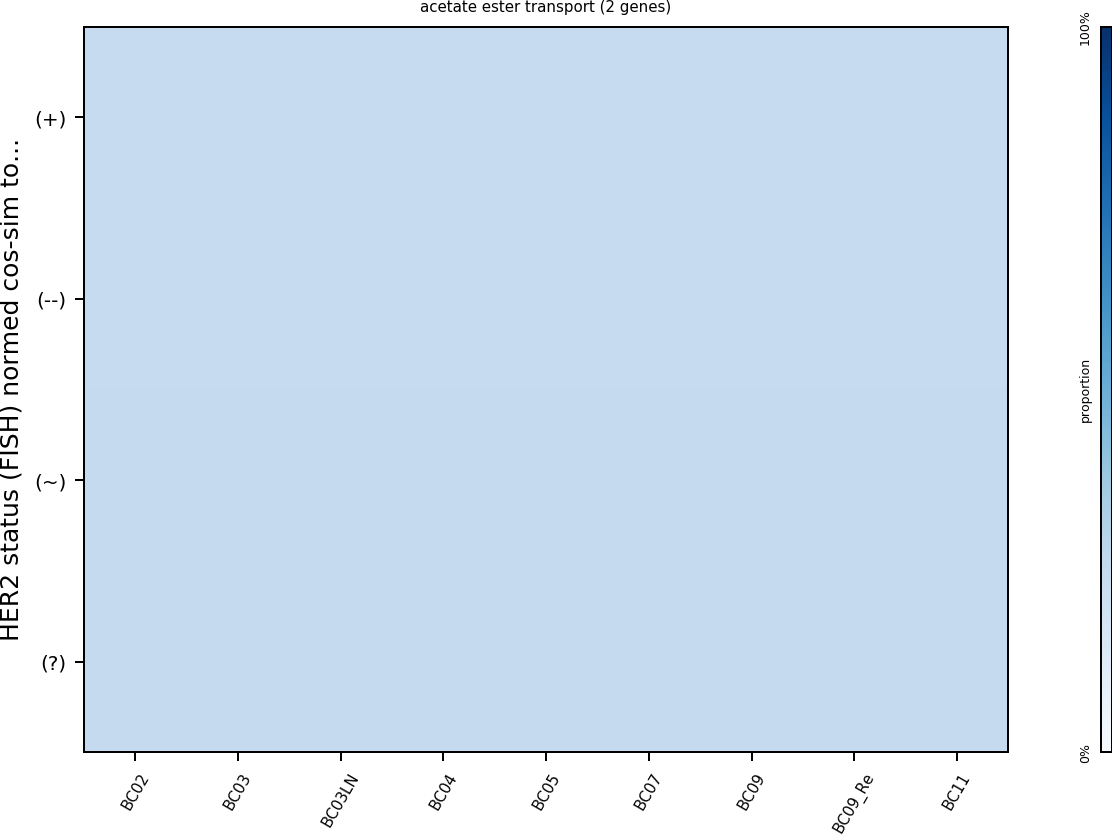 acetate ester transport (2 genes)
HER2 status (FISH) normed cos-sim to...
(+)
(--)
(~)
(?)
BC02
BC03
BC03LN
BC04
BC05
BC07
BC09
BC09_Re
BC11
100%
proportion
0%